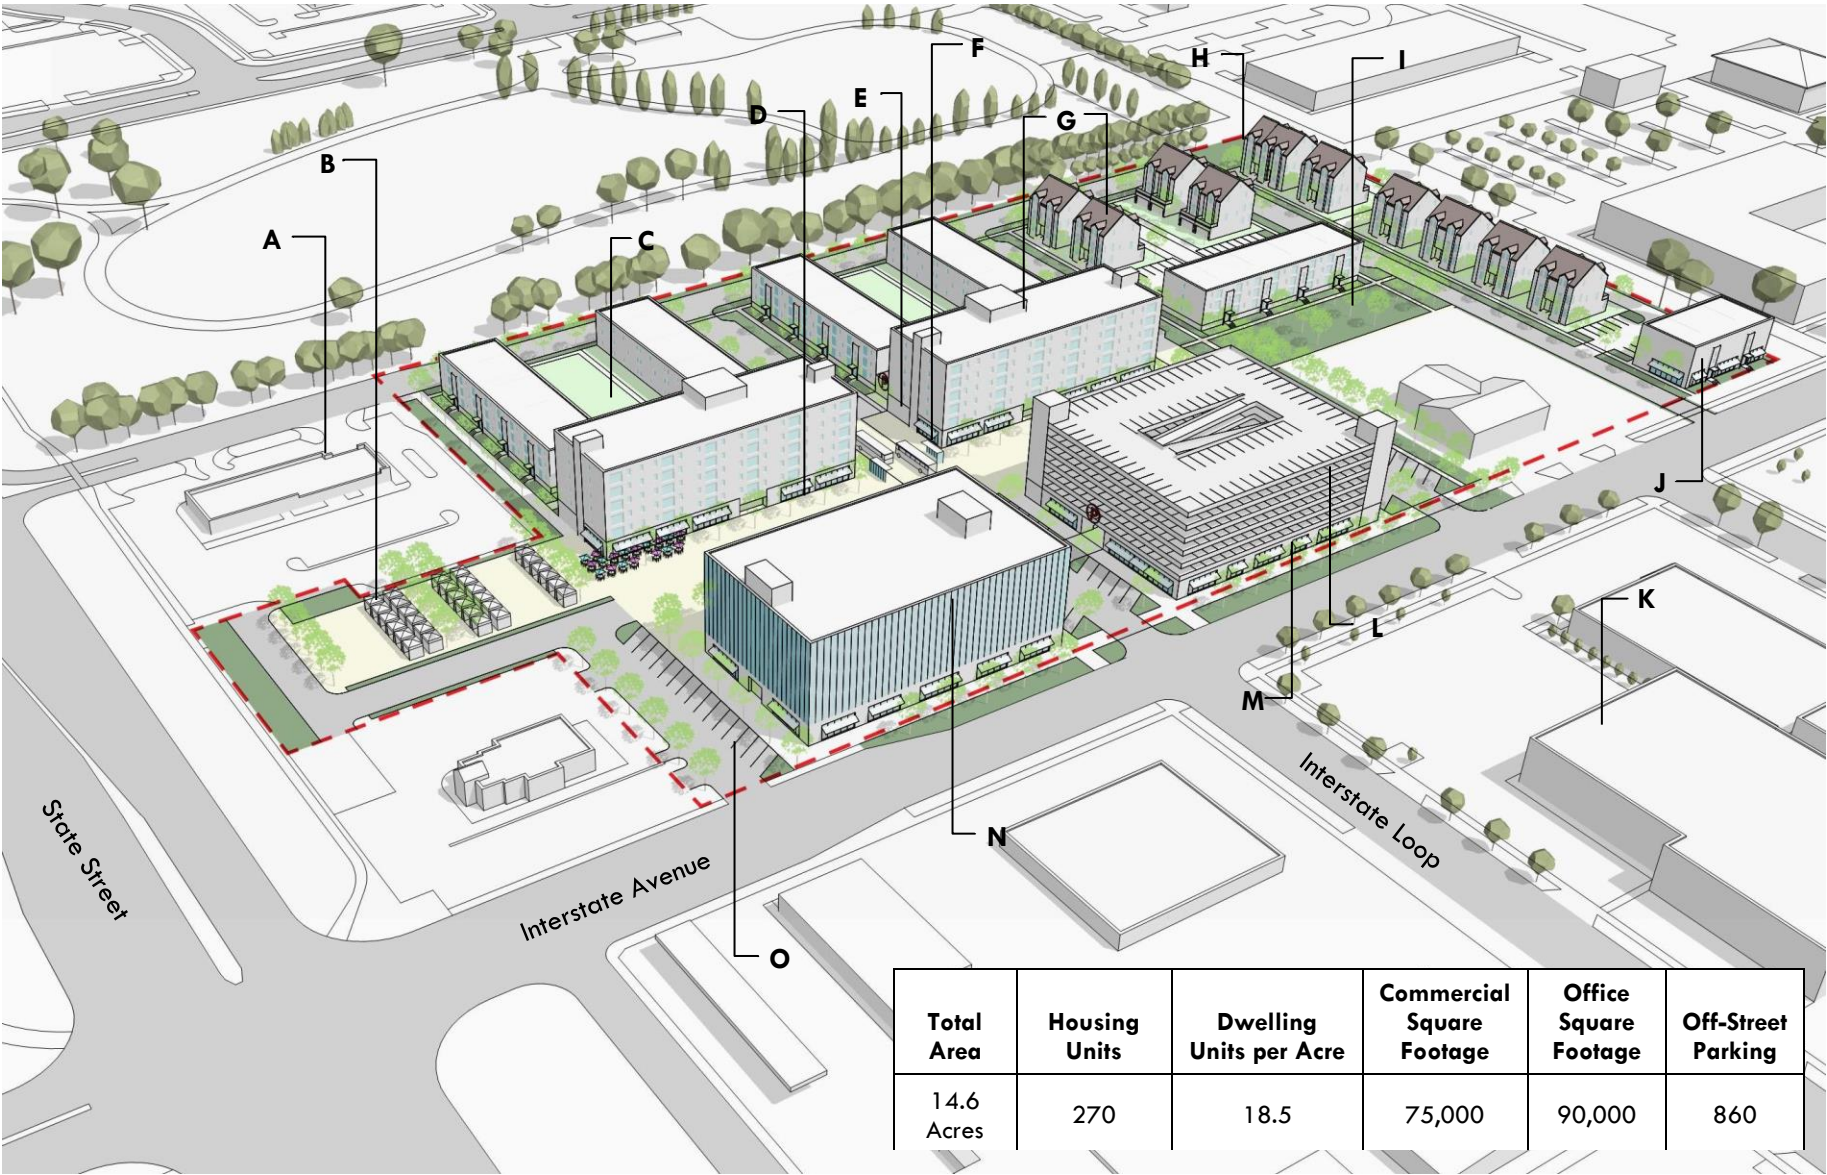 F
H
I
E
D
G
B
A
C
J
K
L
M
N
O
State Street
Interstate Avenue
Interstate Loop
Total
Area
Housing
Units
Dwelling
Units per Acre
Commercial
Square
Footage
Office
Square
Footage
Off-Street
Parking
14.6
Acres
270
18.5
75,000
90,000
860